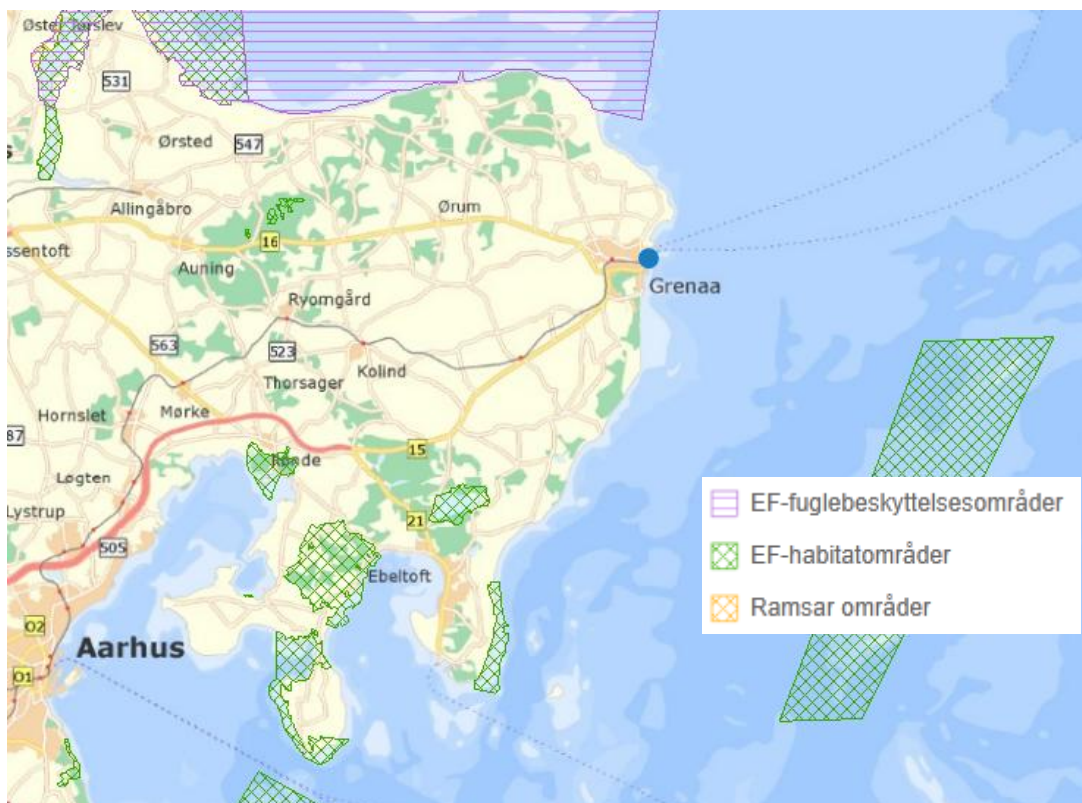 Øster Tørslev
531
Ørsted
547
s
Allingåbro
Ørum
ssentoft
16
Auning
Grenaa
Ryomgård
563
523
Kolind
Thorsager
Hornslet
Mørke
87
15
Rønde
Løgten
EF-fuglebeskyttelsesområder
Lystrup
21
505
EF-habitatområder
Ebeltoft
Ramsar områder
O2
Aarhus
O1